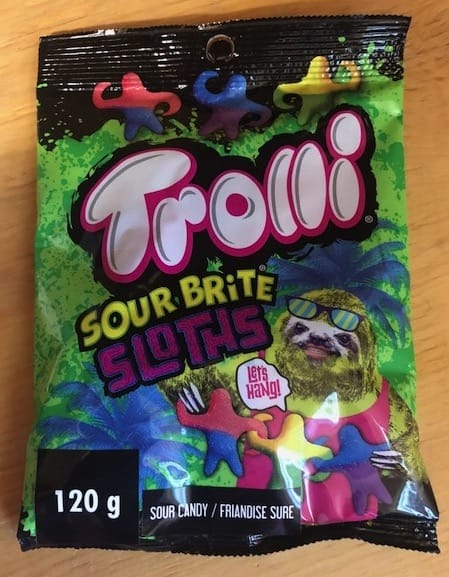 Trolli®
SOUR BRiTE®
SLOTHS
Let's
Hang!
120 g
SOUR CANDY / FRIANDISE SURE